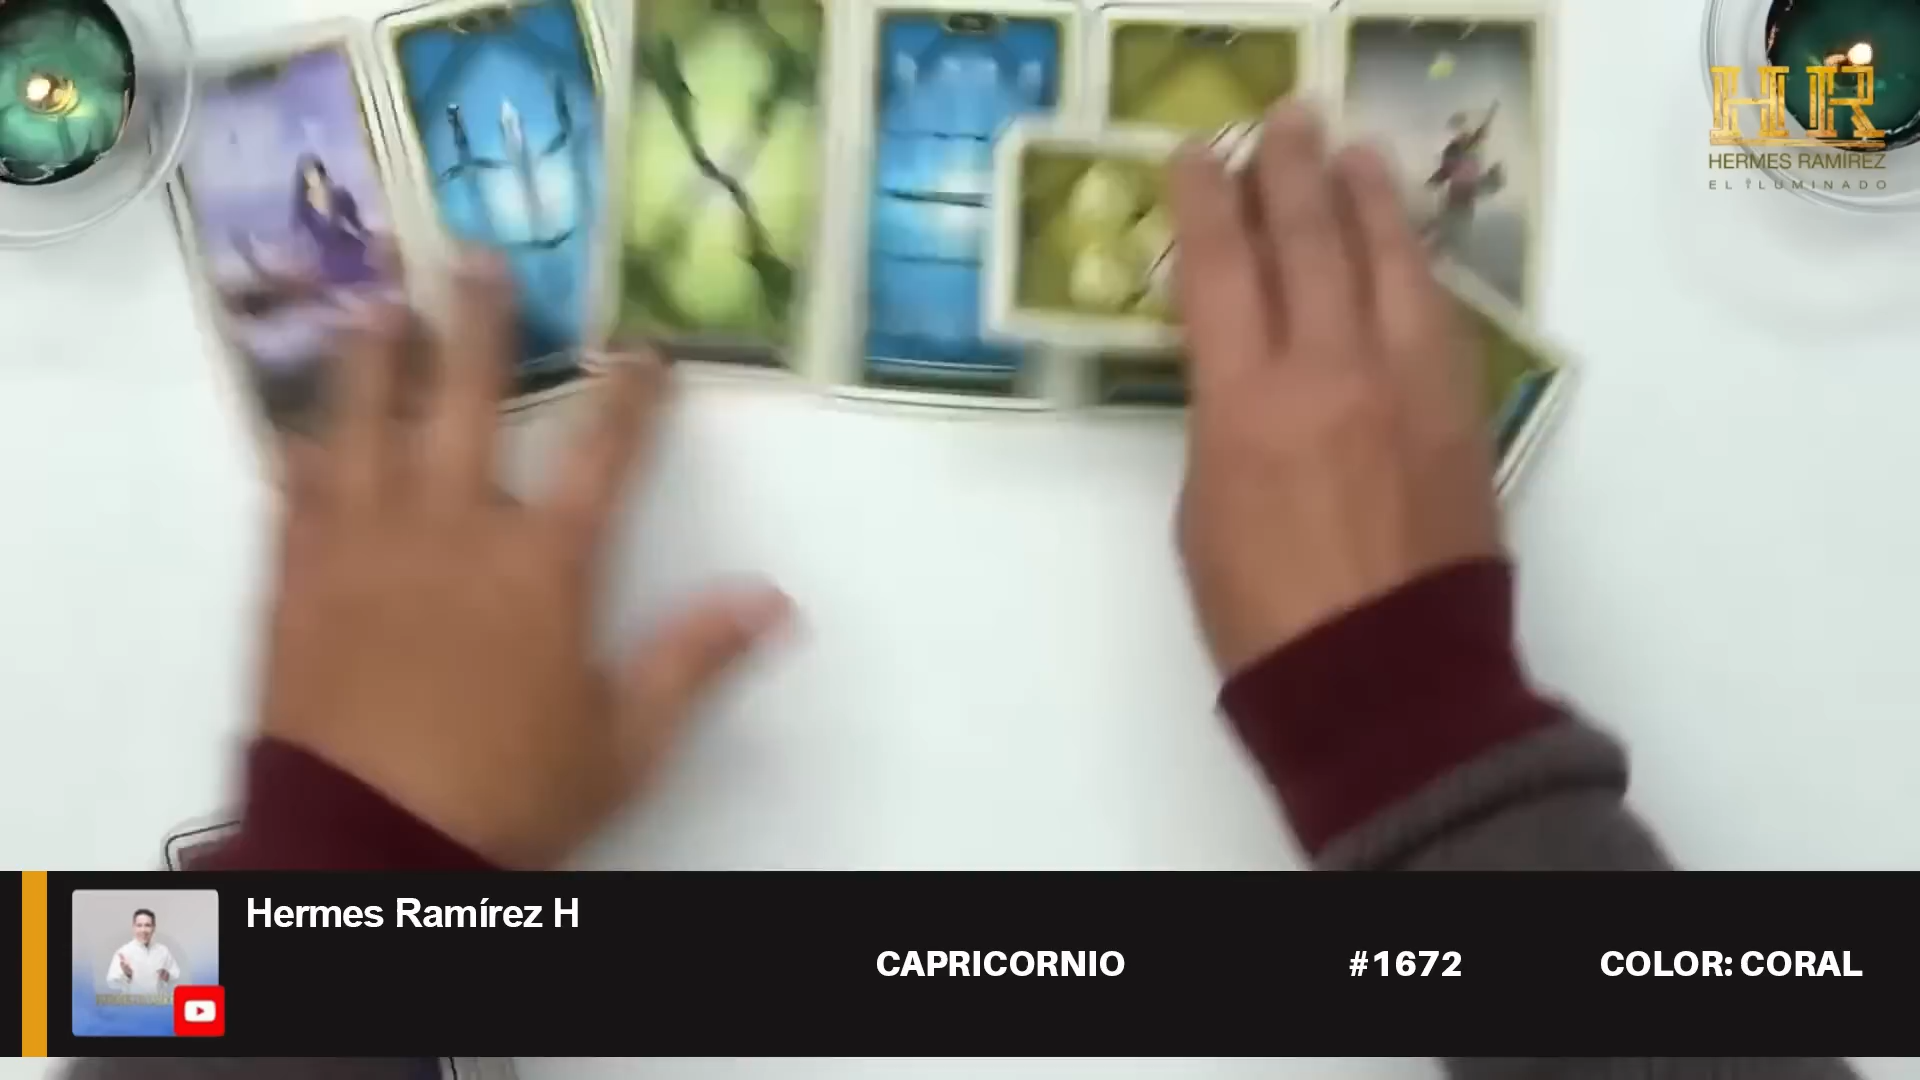 HR
HERMES RAMÍREZ
EL ILUMINADO
Hermes Ramírez H
CAPRICORNIO #1672 COLOR: CORAL